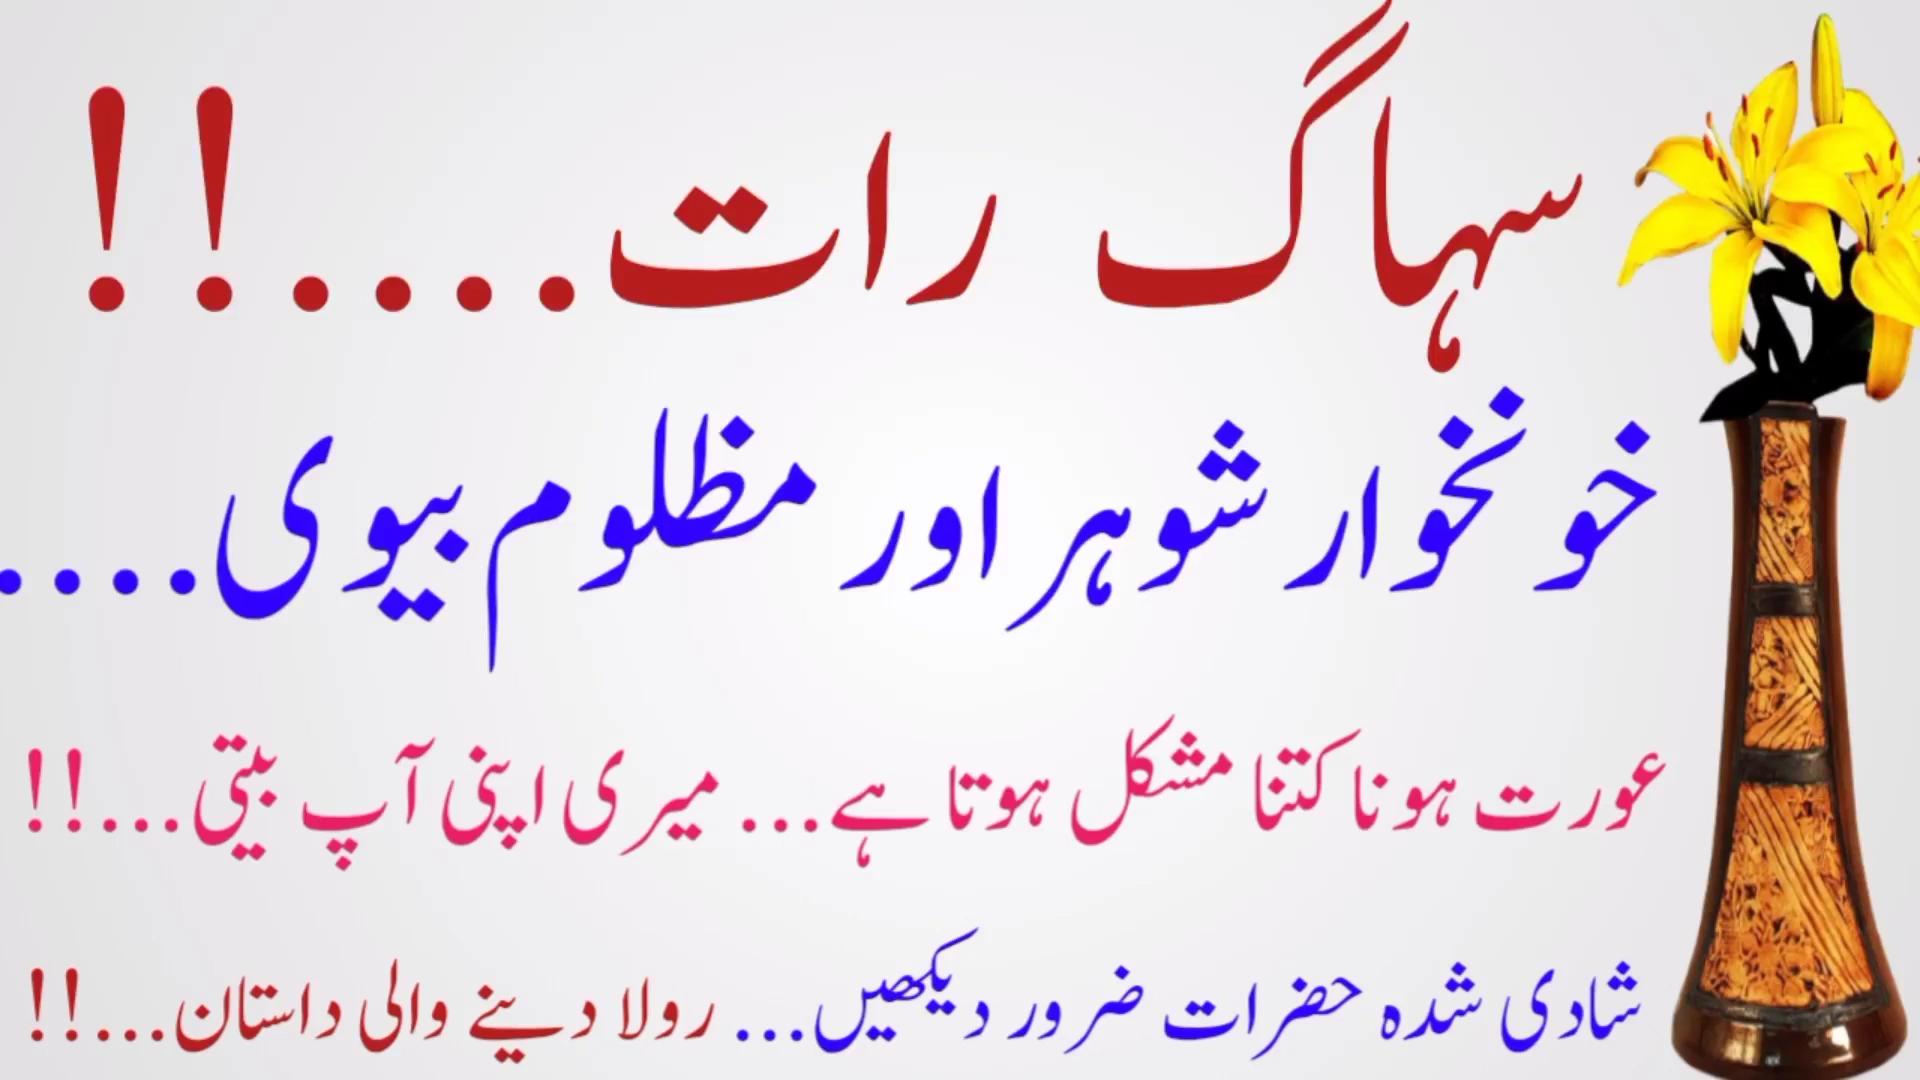 سہاگ رات....!!
خونخوار شوہر اور مظلوم بیوی....
عورت ہونا کتنا مشکل ہوتا ہے... میری اپنی آپ بیتی...!!
شادی شدہ حضرات ضرور دیکھیں... رولا دینے والی داستان...!!